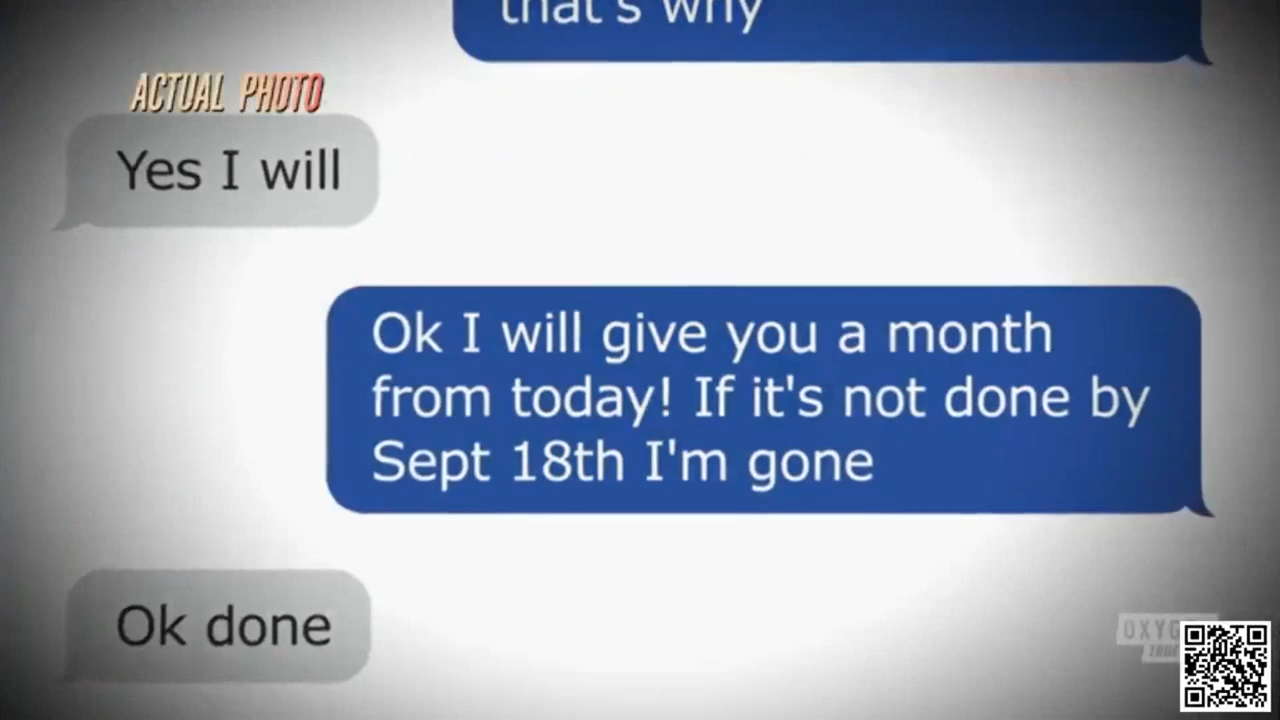 that's why
ACTUAL PHOTO
Yes I will
Ok I will give you a month
from today! If it's not done by
Sept 18th I'm gone
Ok done